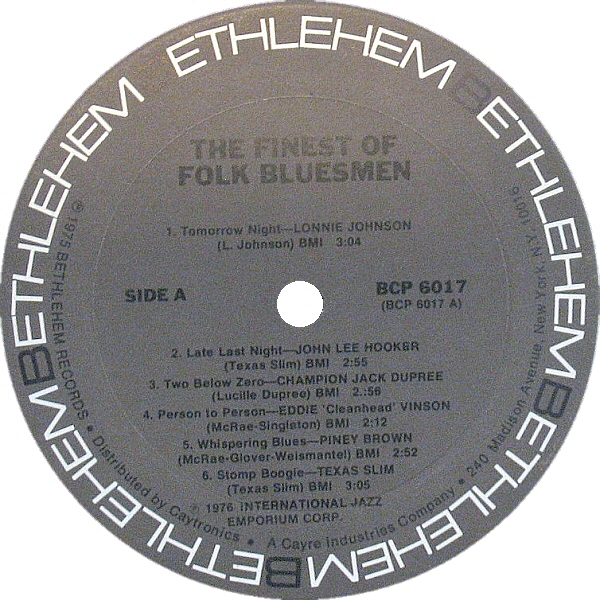 BETHLEHEM BETHLEHEM BETHLEHEM BETHLEHEM BETHLEHEM BETHLEHEM
THE FINEST OF
FOLK BLUESMEN
1. Tomorrow Night—LONNIE JOHNSON
(L. Johnson) BMI 3:04
SIDE A
BCP 6017
(BCP 6017 A)
2. Late Last Night—JOHN LEE HOOKER
(Texas Slim) BMI 2:55
3. Two Below Zero—CHAMPION JACK DUPREE
(Lucille Dupree) BMI 2:56
4. Person to Person—EDDIE 'Cleanhead' VINSON
(McRae-Singleton) BMI 2:12
5. Whispering Blues—PINEY BROWN
(McRae-Glover-Weismantel) BMI 2:52
6. Stomp Boogie—TEXAS SLIM
(Texas Slim) BMI 3:05
℗ 1976 INTERNATIONAL JAZZ
EMPORIUM CORP.
℗ 1975 BETHLEHEM RECORDS • Distributed by Caytronics • A Cayre Industries Company • 240 Madison Avenue, New York, N.Y. 10016